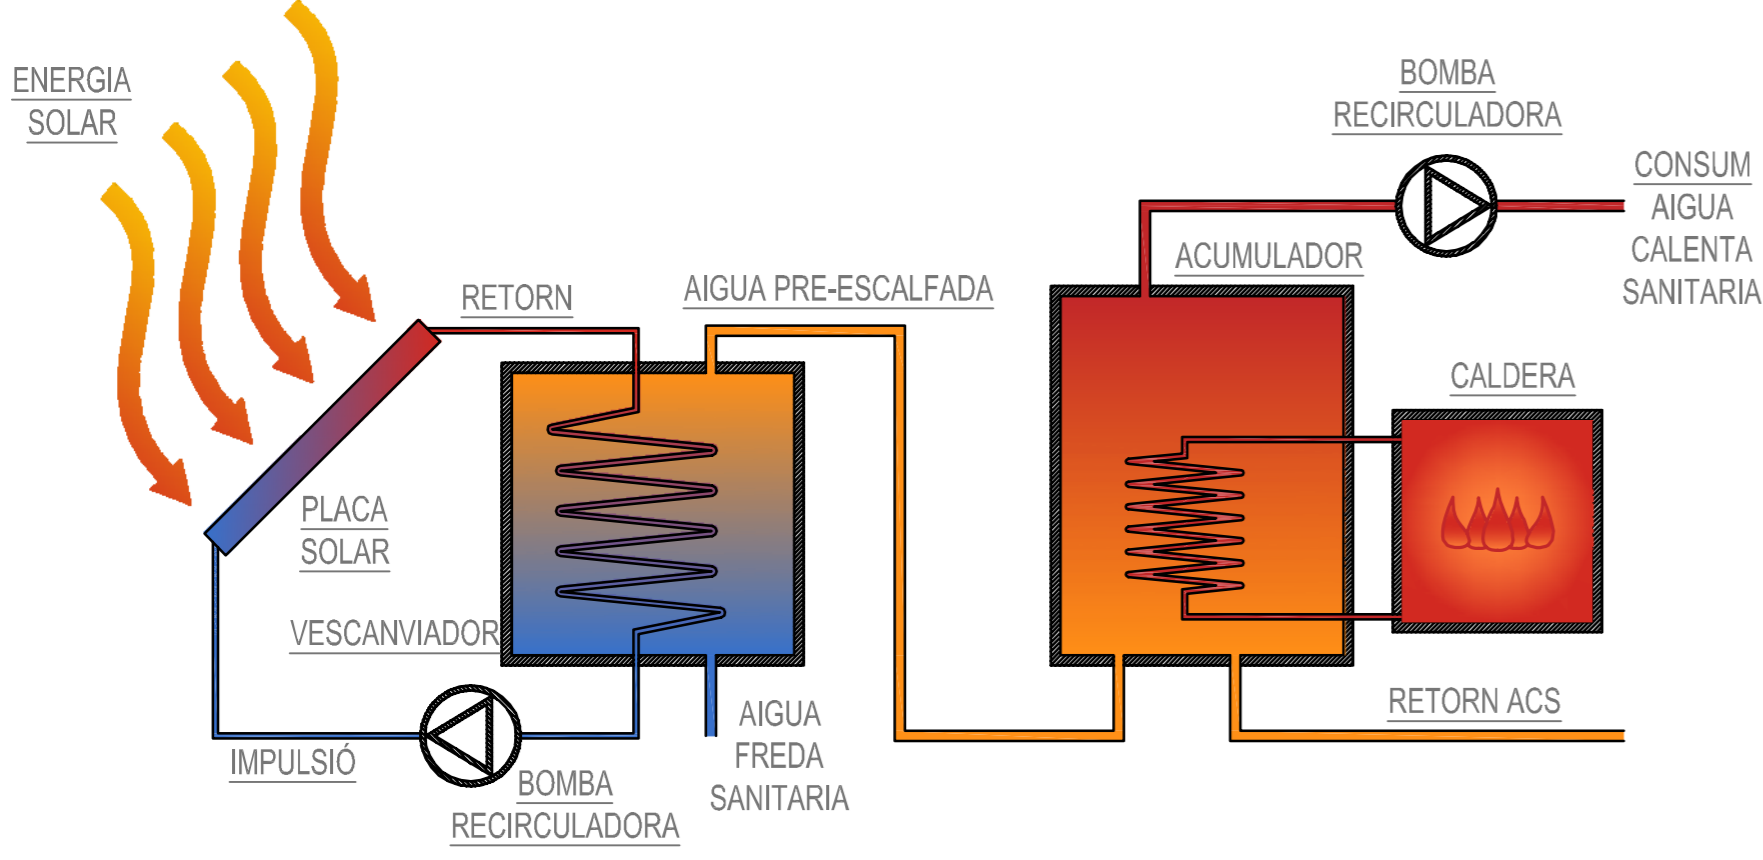 ENERGIA
SOLAR
RETORN
AIGUA PRE-ESCALFADA
ACUMULADOR
BOMBA
RECIRCULADORA
CONSUM
AIGUA
CALENTA
SANITARIA
CALDERA
PLACA
SOLAR
VESCANVIADOR
IMPULSIÓ
BOMBA
RECIRCULADORA
AIGUA
FREDA
SANITARIA
RETORN ACS